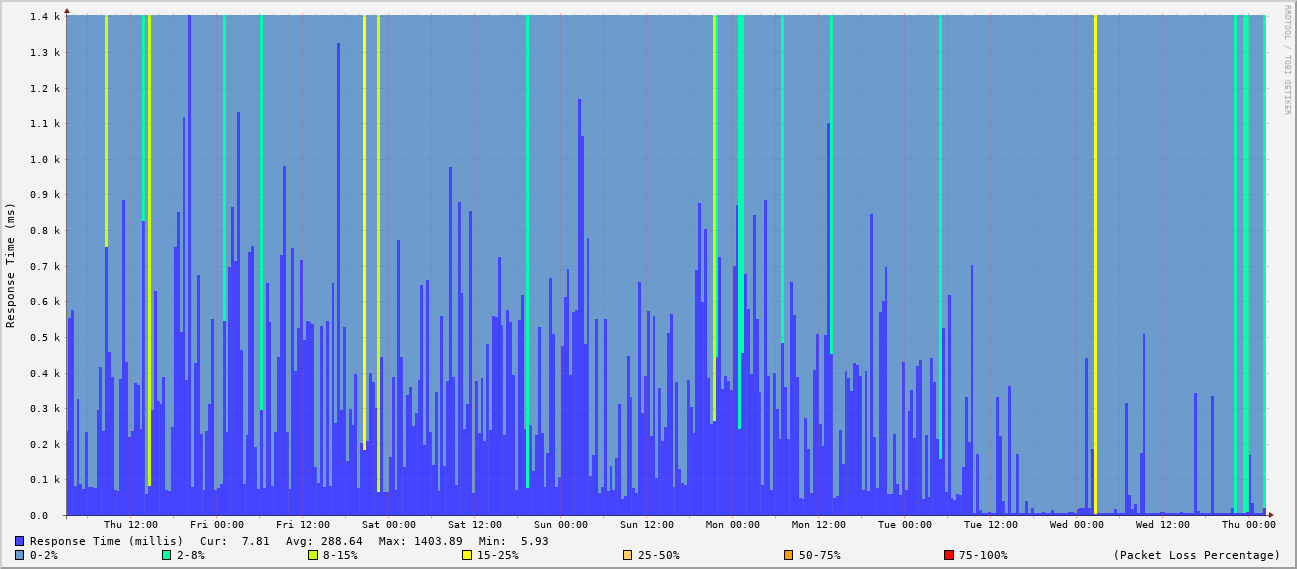 1.4 k
1.3 k
1.2 k
1.1 k
1.0 k
0.9 k
0.8 k
0.7 k
0.6 k
0.5 k
0.4 k
0.3 k
0.2 k
0.1 k
0.0
Response Time (ms)
RRDTOOL / TOBI OETIKER
Thu 12:00 Fri 00:00 Fri 12:00 Sat 00:00 Sat 12:00 Sun 00:00 Sun 12:00 Mon 00:00 Mon 12:00 Tue 00:00 Tue 12:00 Wed 00:00 Wed 12:00 Thu 00:00
Response Time (millis) Cur: 7.81 Avg: 288.64 Max: 1403.89 Min: 5.93
0-2% 2-8% 8-15% 15-25% 25-50% 50-75% 75-100% (Packet Loss Percentage)